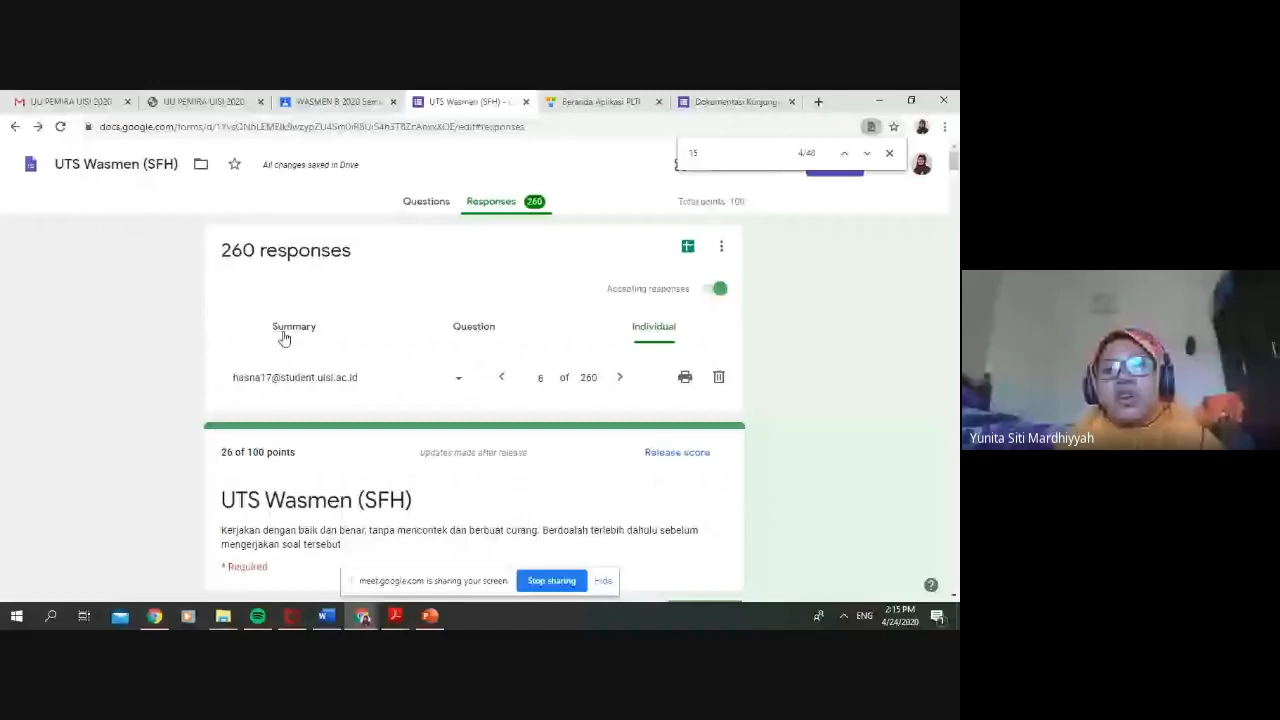 UU PEMIRA UISI 2020
UU PEMIRA UISI 2020
WASMEN B 2020 Sem
UTS Wasmen (SFH) -
Beranda Aplikasi PLTI
Dokumentasi Kunjung
15
4/48
UTS Wasmen (SFH)
All changes saved in Drive
Questions
Responses 260
Total points: 100
260 responses
Accepting responses
Summary
Question
Individual
hasna17@student.uisi.ac.id
of 260
26 of 100 points
Updates made after release
Release score
UTS Wasmen (SFH)
Kerjakan dengan baik dan benar, tanpa mencontek dan berbuat curang. Berdoalah terlebih dahulu sebelum
mengerjakan soal tersebut
* Required
meet.google.com is sharing your screen.
Stop sharing
Hide
ENG
2:15 PM
4/24/2020
Yunita Siti Mardhiyyah